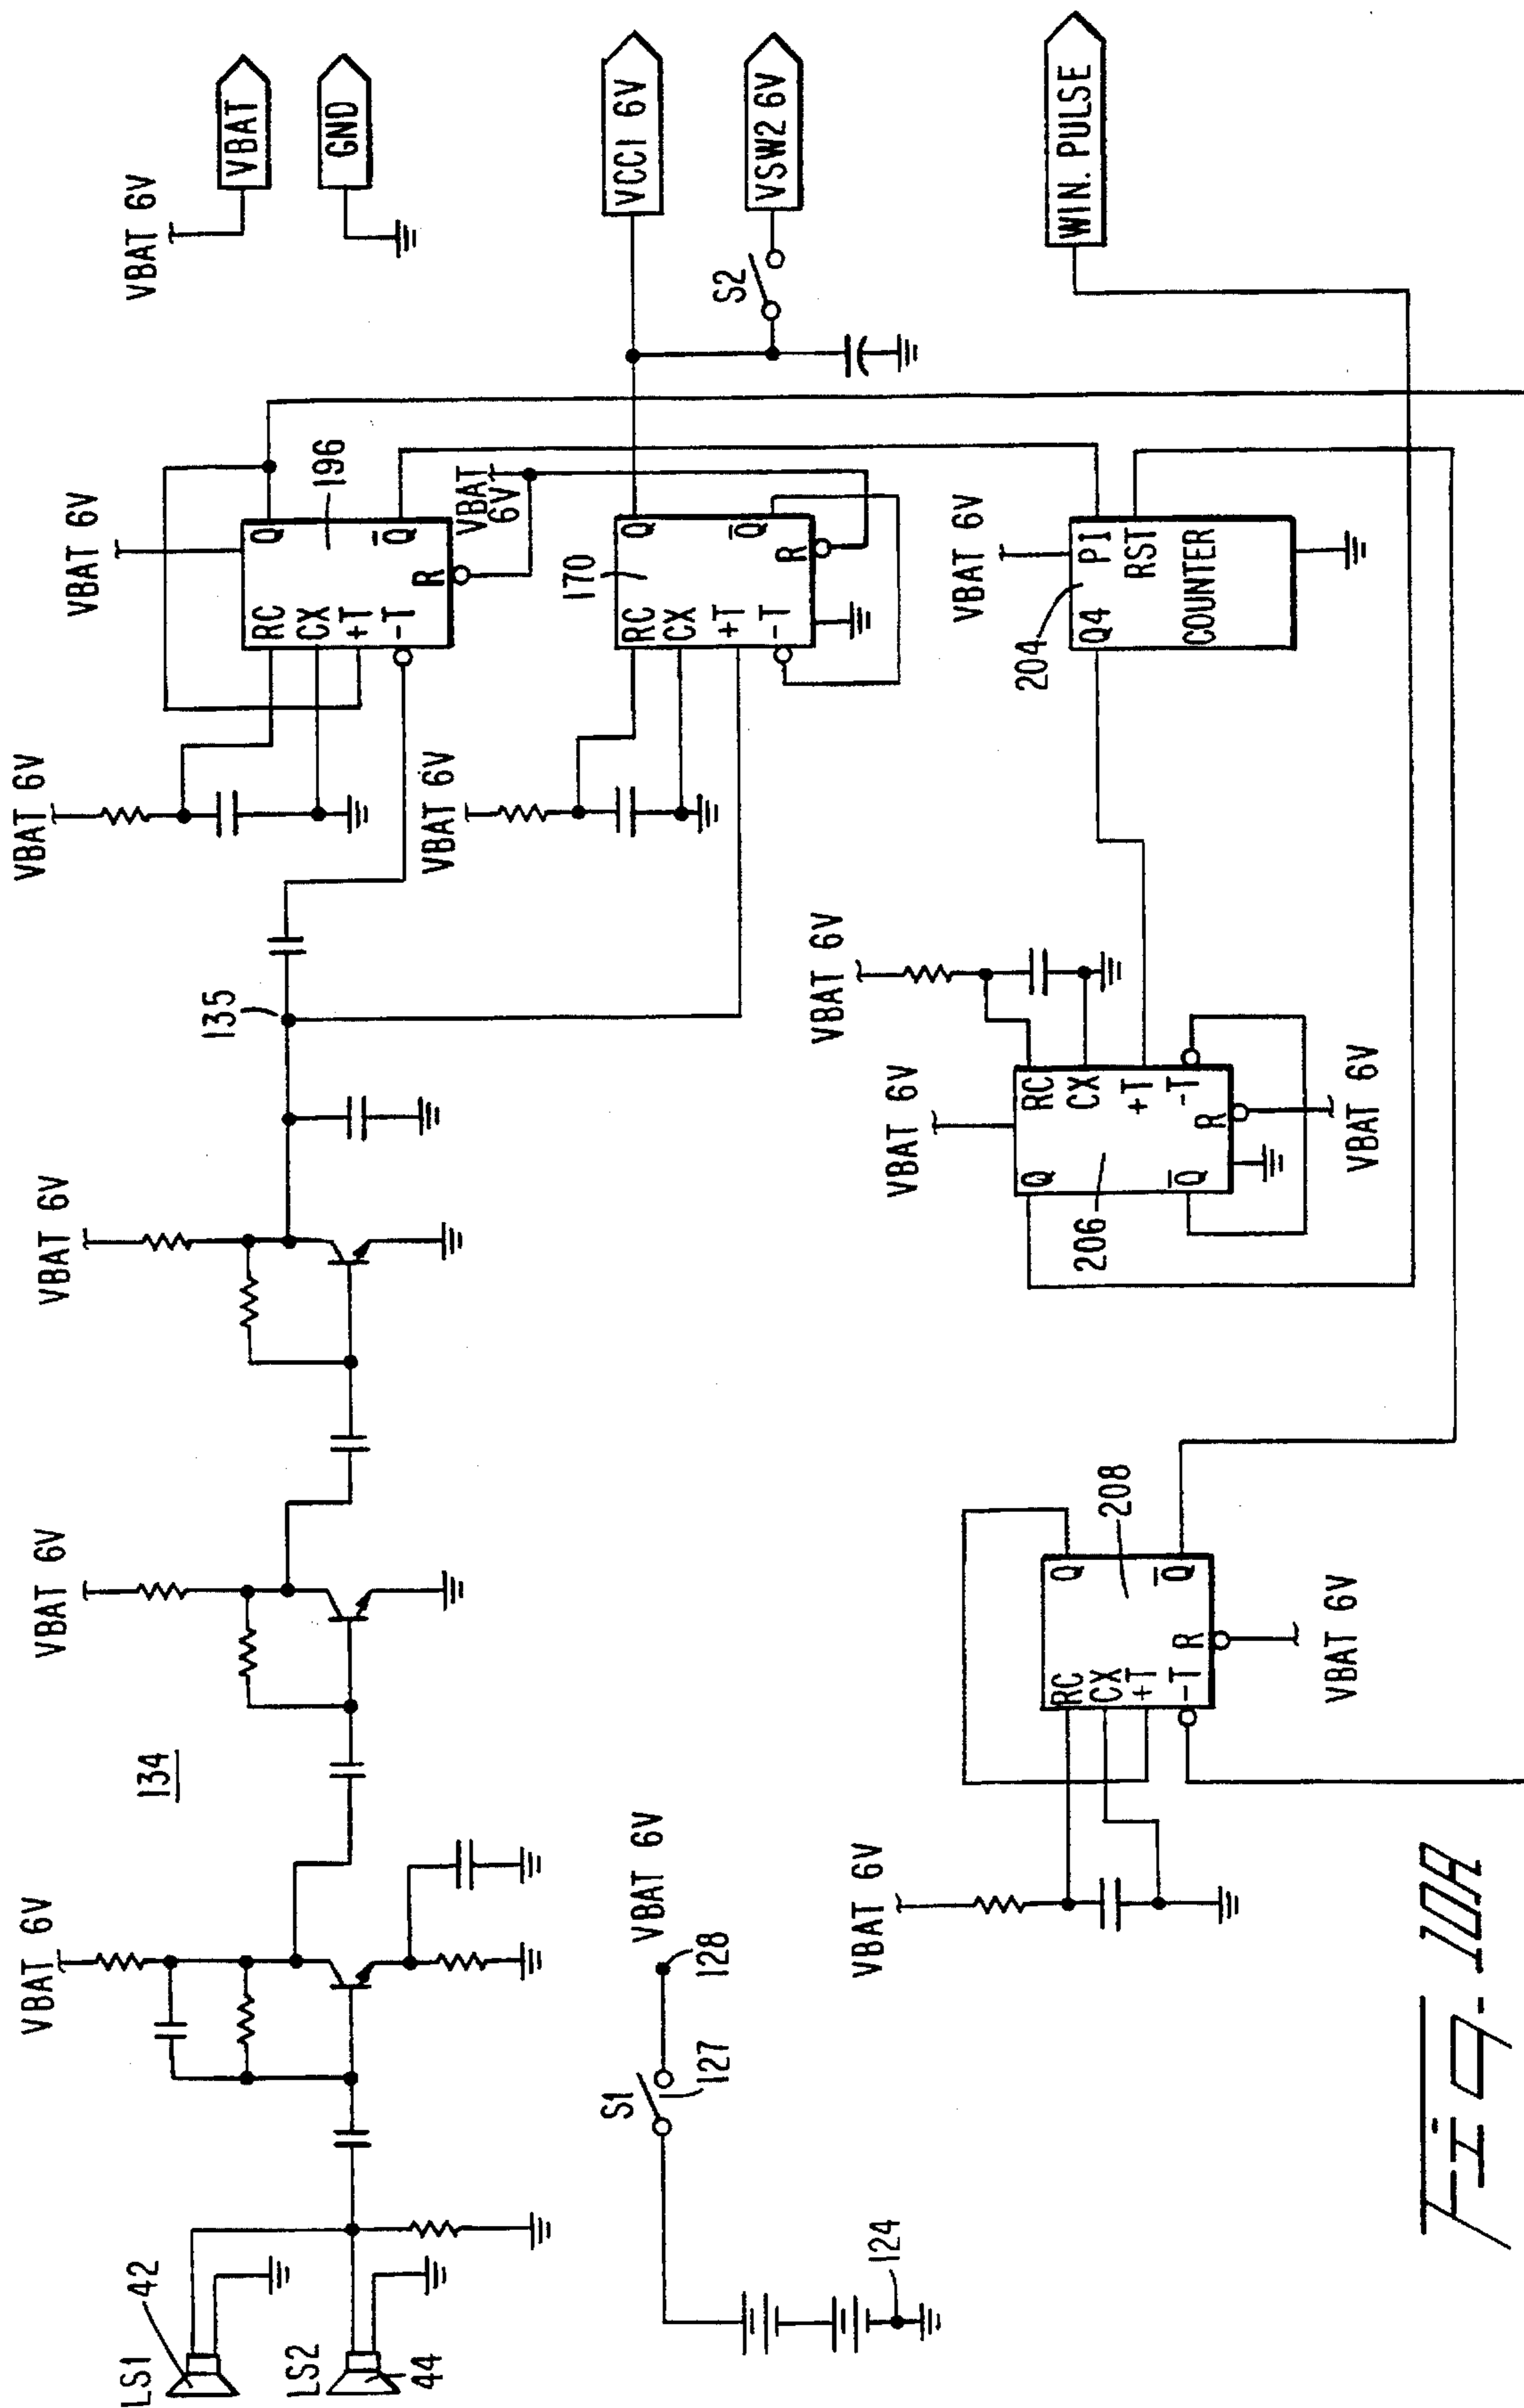 VBAT 6V
VBAT
GND
VBAT 6V
VBAT 6V
RC
CX
+T
-T
Q
Q̅
R
196
VBAT 6V
VCC1 6V
S2
VSW2 6V
VBAT 6V
RC
CX
+T
-T
Q
Q̅
R
170
135
VBAT 6V
VBAT 6V
VBAT 6V
134
LS1
42
LS2
44
S1
127
128
VBAT 6V
124
WIN. PULSE
VBAT 6V
204
Q4
P1
RST
COUNTER
VBAT 6V
VBAT 6V
Q
Q̅
RC
CX
+T
-T
R
206
VBAT 6V
VBAT 6V
RC
CX
+T
-T
Q
Q̅
R
208
VBAT 6V
Fig. 10A